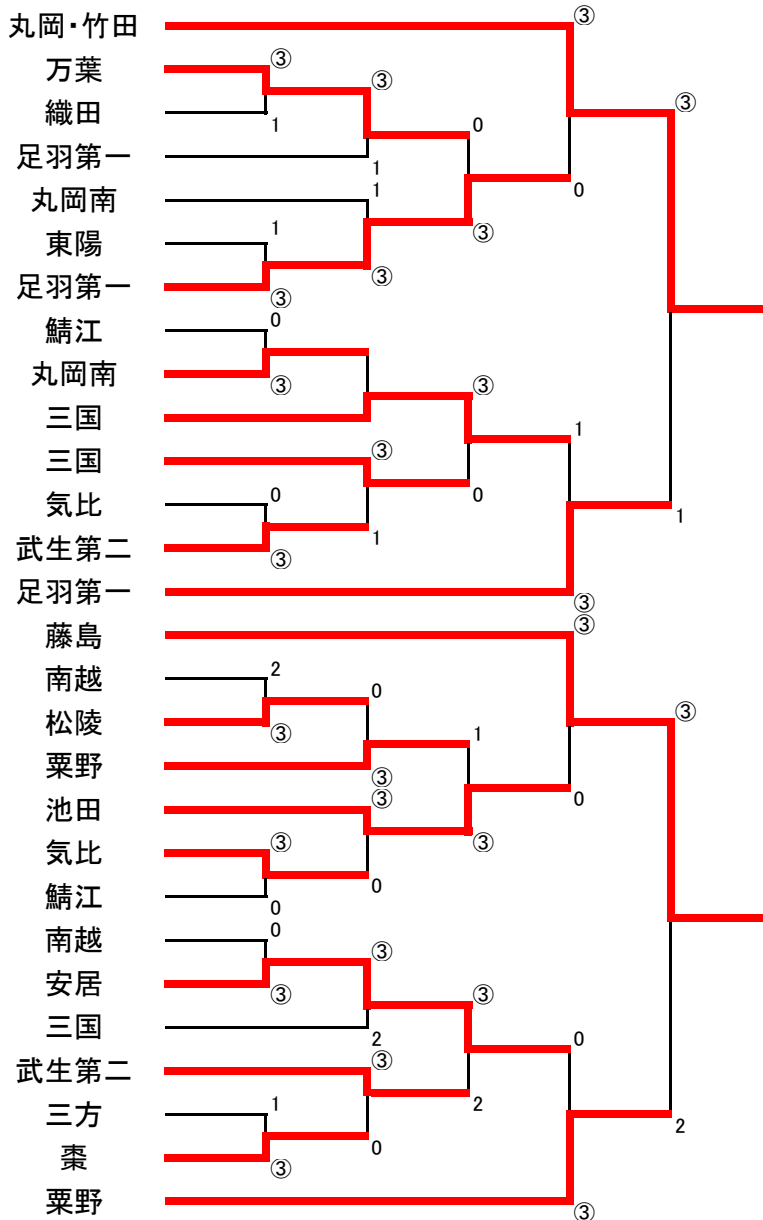 丸岡・竹田 ③
万葉 ③ ③ ③
織田 1 0
足羽第一 1
丸岡南 1 0
東陽 1 ③
足羽第一 ③ ③
鯖江 0
丸岡南 ③ ③
三国 1
三国 ③
気比 0 0 1
武生第二 ③ 1
足羽第一 ③
藤島 ③
南越 2 0
松陵 ③ ③
粟野 ③ 1
池田 ③ 0
気比 ③ ③
鯖江 0 0
南越 0 ③
安居 ③ ③
三国 2 0
武生第二 ③
三方 1 2 2
棗 ③ 0
粟野 ③